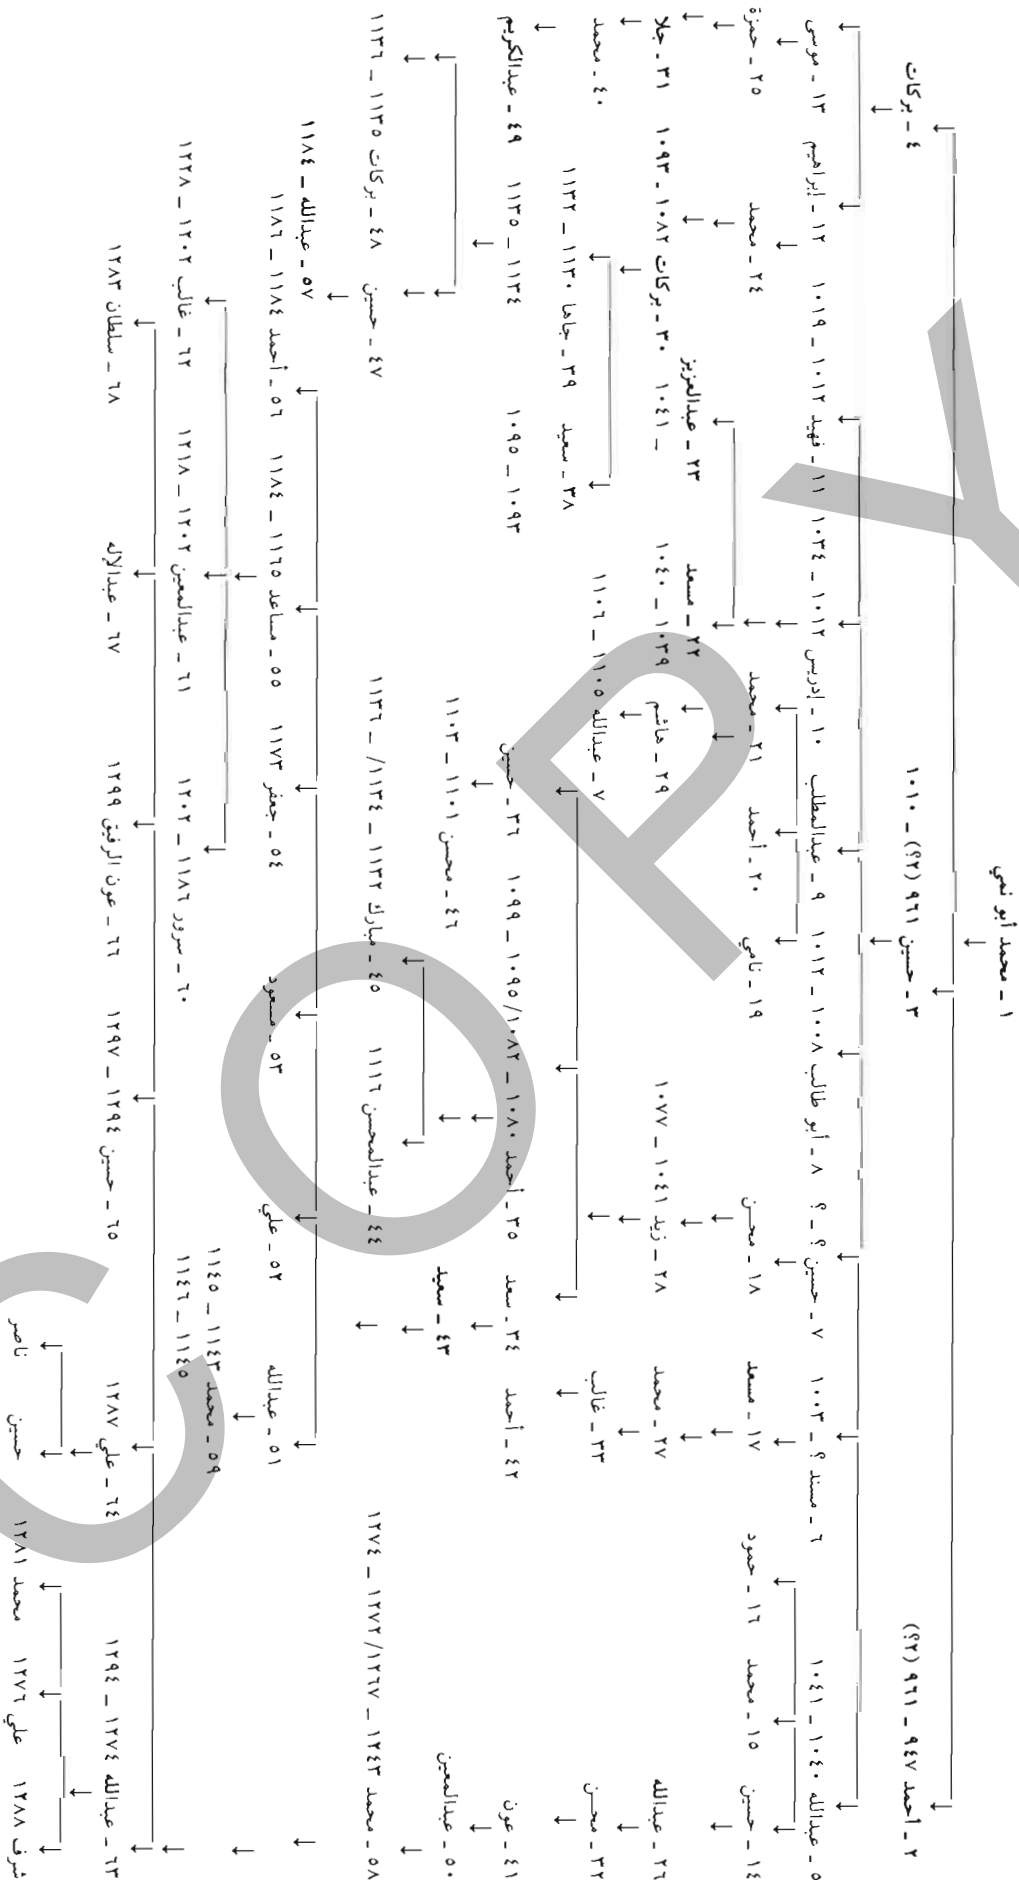 ١ ـ محمد أبو نمي
٢ ـ أحمد ٩٤٧ ـ ٩٦١ (٢؟) ٣ ـ حسين ٩٦١ (٢؟) ـ ١٠١٠ ٤ ـ بركات
٥ ـ عبدالله ١٠٤٠ ـ ١٠٤١ ٦ ـ مسند ؟ ـ ١٠٠٣ ٧ ـ حسين ؟ ـ ؟ ٨ ـ أبو طالب ١٠٠٨ ـ ١٠١٢ ٩ ـ عبدالمطلب ١٠ ـ إدريس ١٠١٢ ـ ١٠٣٤ ١١ ـ فهيد ١٠١٢ ـ ١٠١٩ ١٢ ـ إبراهيم ١٣ ـ موسى
١٤ ـ حسين ١٥ ـ محمد ١٦ ـ حمود ١٧ ـ مسعد ١٨ ـ محسن ١٩ ـ نامي ٢٠ ـ أحمد ٢١ ـ محمد ٢٤ ـ محمد ٢٥ ـ حمزة
٢٢ ـ مسعد ٢٣ ـ عبدالعزيز
٢٦ ـ عبدالله ٢٧ ـ محمد ٢٨ ـ زيد ١٠٤١ ـ ١٠٧٧ ٢٩ ـ هاشم ١٠٣٩ ـ ١٠٤٠ ـ ١٠٤١ ٣٠ ـ بركات ١٠٨٢ ـ ١٠٩٣ ٣١ ـ جلا
٣٢ ـ محسن ٣٣ ـ غالب ٧ ـ عبدالله ١١٠٥ ـ ١١٠٦ ٤٠ ـ محمد
٣٨ ـ سعيد ٣٩ ـ جاها ١١٣٠ ـ ١١٣٢
٤١ ـ عون ٤٢ ـ أحمد ٣٤ ـ سعد ٣٥ ـ أحمد ١٠٨٠ ـ ١٠٨٢/١٠٩٥ ـ ١٠٩٩ ٣٦ ـ حسين ١٠٩٣ ـ ١٠٩٥ ١١٣٤ ـ ١١٣٥ ٤٩ ـ عبدالكريم
٥٠ ـ عبدالمعين ٤٣ ـ سعيد ٤٦ ـ محسن ١١٠١ ـ ١١٠٣
٥٨ ـ محمد ١٢٤٣ ـ ١٢٦٧/١٢٧٢ ـ ١٢٧٤ ٤٤ ـ عبدالمحسن ١١١٦ ٤٥ ـ مبارك ١١٣٢ ـ ١١٣٤/ ـ ١١٣٦ ٤٧ ـ حسين ٤٨ ـ بركات ١١٣٥ ـ ١١٣٦
٥٧ ـ عبدالله ـ ١١٨٤
٥١ ـ عبدالله ٥٢ ـ علي ٥٣ ـ مسعود ٥٤ ـ جعفر ١١٧٣ ٥٥ ـ مساعد ١١٦٥ ـ ١١٨٤ ٥٦ ـ أحمد ١١٨٤ ـ ١١٨٦
٥٩ ـ محمد ١١٤٣ ـ ١١٤٥
١١٤٥ ـ ١١٤٦ ٦٠ ـ سرور ١١٨٦ ـ ١٢٠٢ ٦١ ـ عبدالمعين ١٢٠٢ ـ ١٢١٨ ٦٢ ـ غالب ١٢٠٢ ـ ١٢٢٨
٦٣ ـ عبدالله ١٢٧٤ ـ ١٢٩٤ ٦٤ ـ علي ١٢٨٧ ٦٥ ـ حسين ١٢٩٤ ـ ١٢٩٧ ٦٦ ـ عون الرفيق ١٢٩٩ ٦٧ ـ عبدالإله ٦٨ ـ سلطان ١٢٨٣
شرف ١٢٨٨ علي ١٢٧٦ محمد ١٢٨١ حسين ناصر
COPY